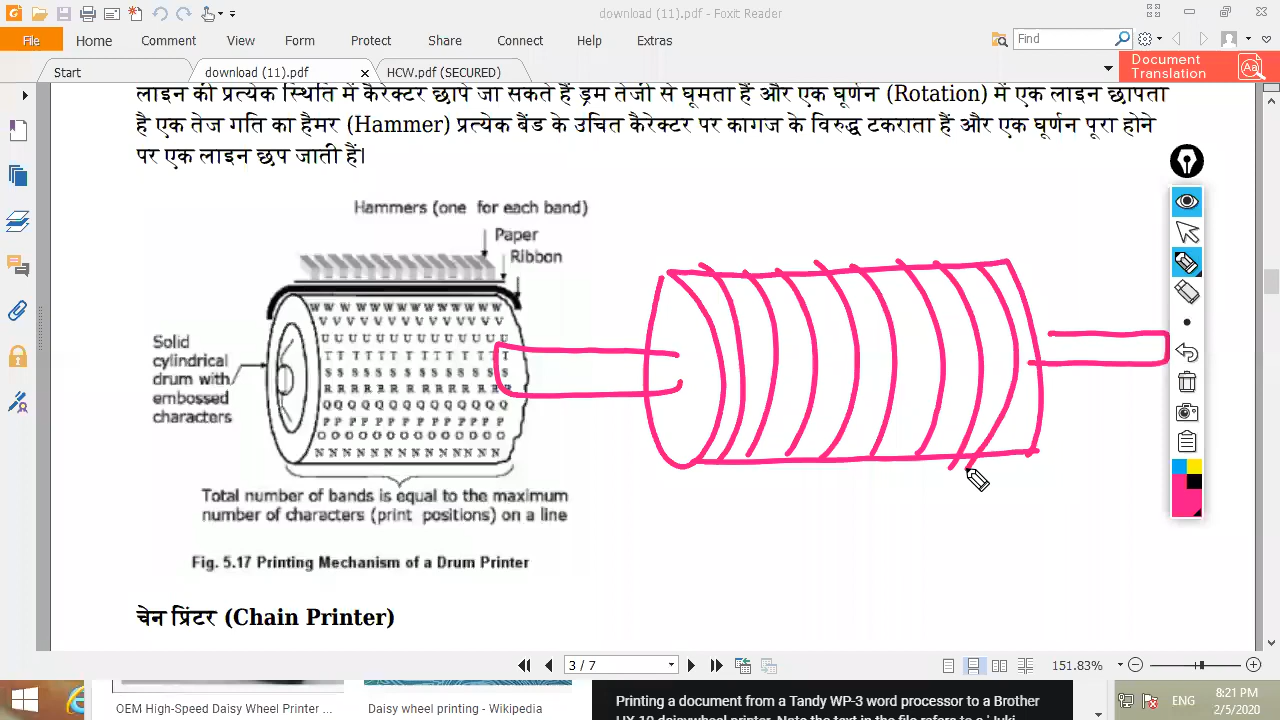 download (11).pdf - Foxit Reader
File Home Comment View Form Protect Share Connect Help Extras Find
Start download (11).pdf × HCW.pdf (SECURED) Document
Translation
लाइन की प्रत्येक स्थिति में कैरेक्टर छापे जा सकते हैं ड्रम तेजी से घूमता हैं और एक घूर्णन (Rotation) में एक लाइन छापता
है एक तेज गति का हैमर (Hammer) प्रत्येक बैंड के उचित कैरेक्टर पर कागज के विरुद्ध टकराता हैं और एक घूर्णन पूरा होने
पर एक लाइन छप जाती हैं।
Hammers (one for each band)
Paper
Ribbon
W W W W W W W W W W W W W
V V V V V V V V V V V V V
U U U U U U U U U U U U U
T T T T T T T T T T T T T
S S S S S S S S S S S S S
R R R R R R R R R R R R R
Q Q Q Q Q Q Q Q Q Q Q Q Q
P P P P P P P P P P P P P
O O O O O O O O O O O O O
N N N N N N N N N N N N N
Solid
cylindrical
drum with
embossed
characters
Total number of bands is equal to the maximum
number of characters (print positions) on a line
Fig. 5.17 Printing Mechanism of a Drum Printer
चेन प्रिंटर (Chain Printer)
3 / 7 151.83%
OEM High-Speed Daisy Wheel Printer ...
Daisy wheel printing - Wikipedia
Printing a document from a Tandy WP-3 word processor to a Brother
ENG
8:21 PM
2/5/2020